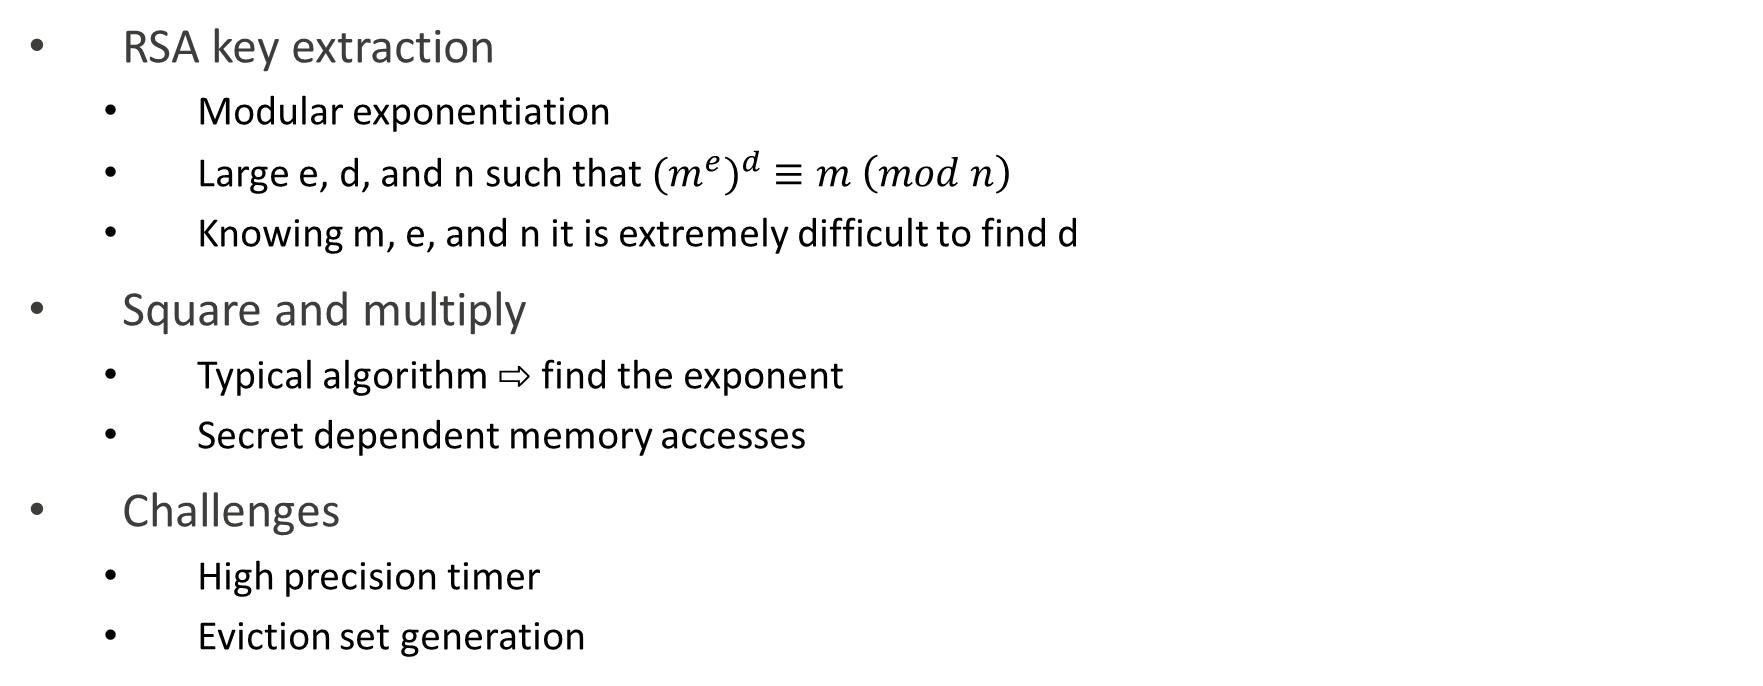 • RSA key extraction
• Modular exponentiation
• Large e, d, and n such that (mᵉ)ᵈ ≡ m (mod n)
• Knowing m, e, and n it is extremely difficult to find d
• Square and multiply
• Typical algorithm ⇨ find the exponent
• Secret dependent memory accesses
• Challenges
• High precision timer
• Eviction set generation